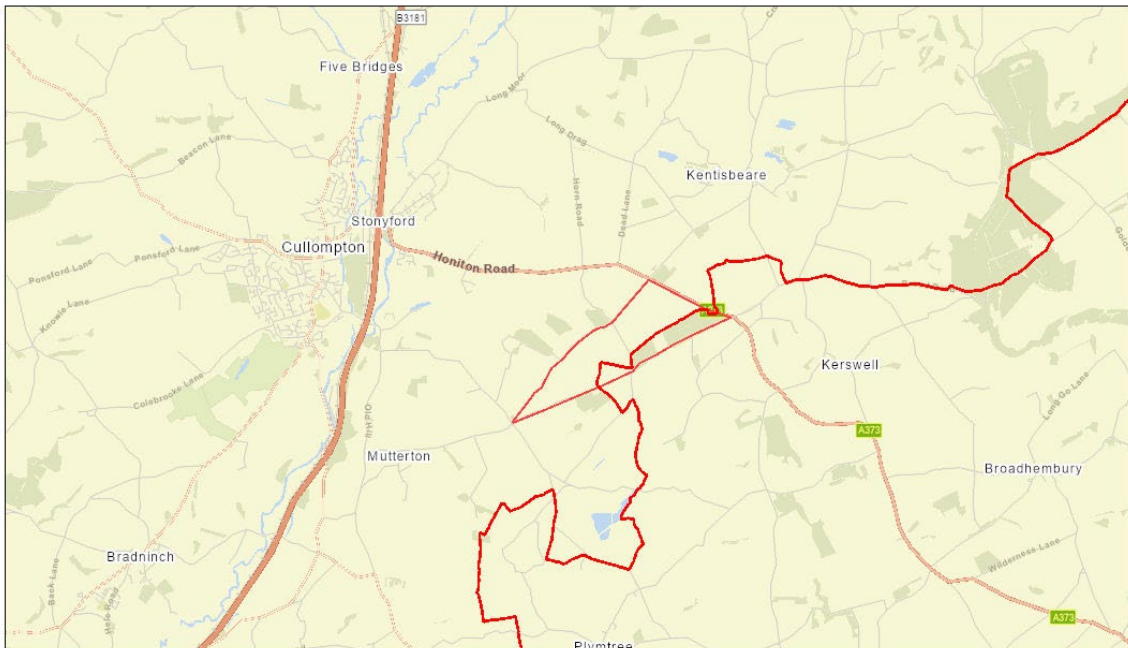 B3181
Five Bridges
Long Moor
Beacon Lane
Long Drag
Kentisbeare
Horn Road
Dead Lane
Stonyford
Cullompton
Ponsford Lane
Ponsford Lane
Honiton Road
Knowle Lane
Kerswell
Colebrooke Lane
Long Go Lane
A373
Mutterton
Old Hill
Broadhembury
Bradninch
Back Lane
Hele Road
Wilderness Lane
A373
Plymtree